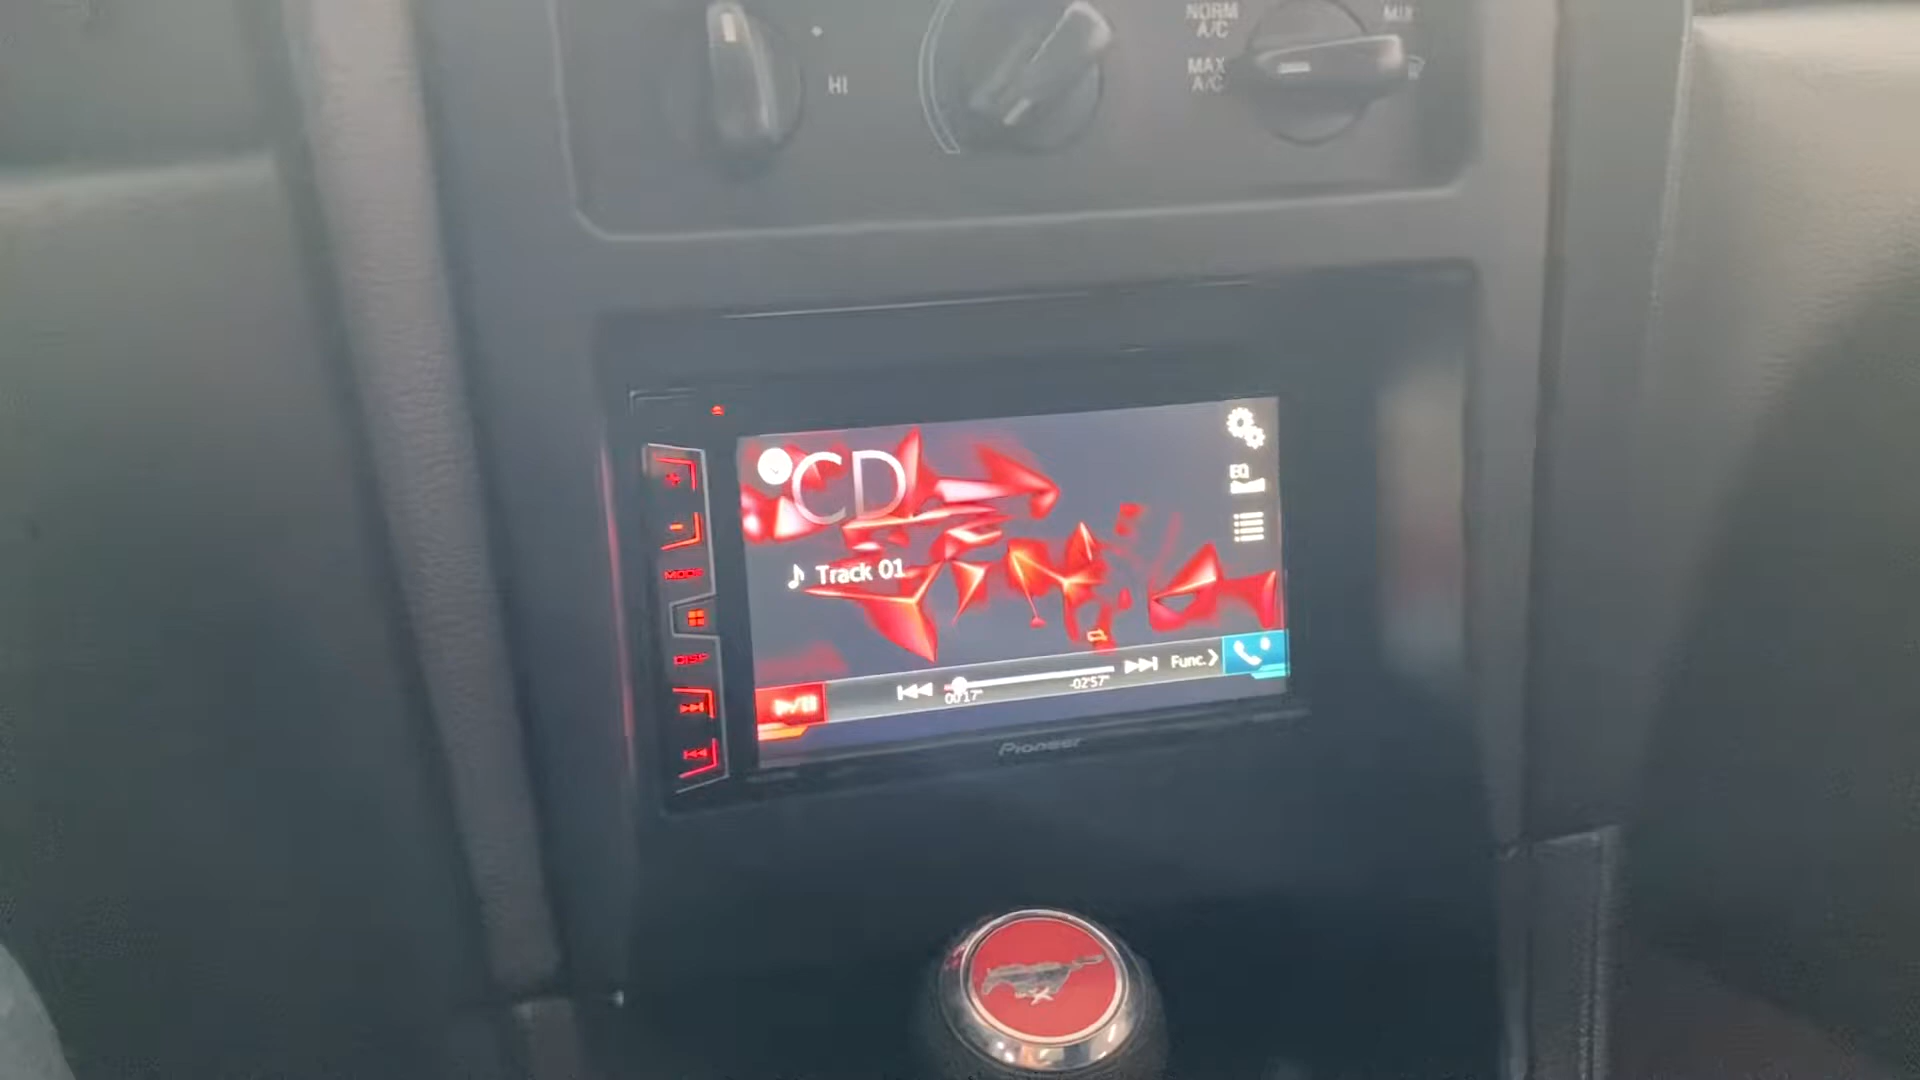 HI
NORM
A/C
MAX
A/C
MIX
CD
EQ
Track 01
MODE
DISP
00'17"
-02'57"
Func.
Pioneer